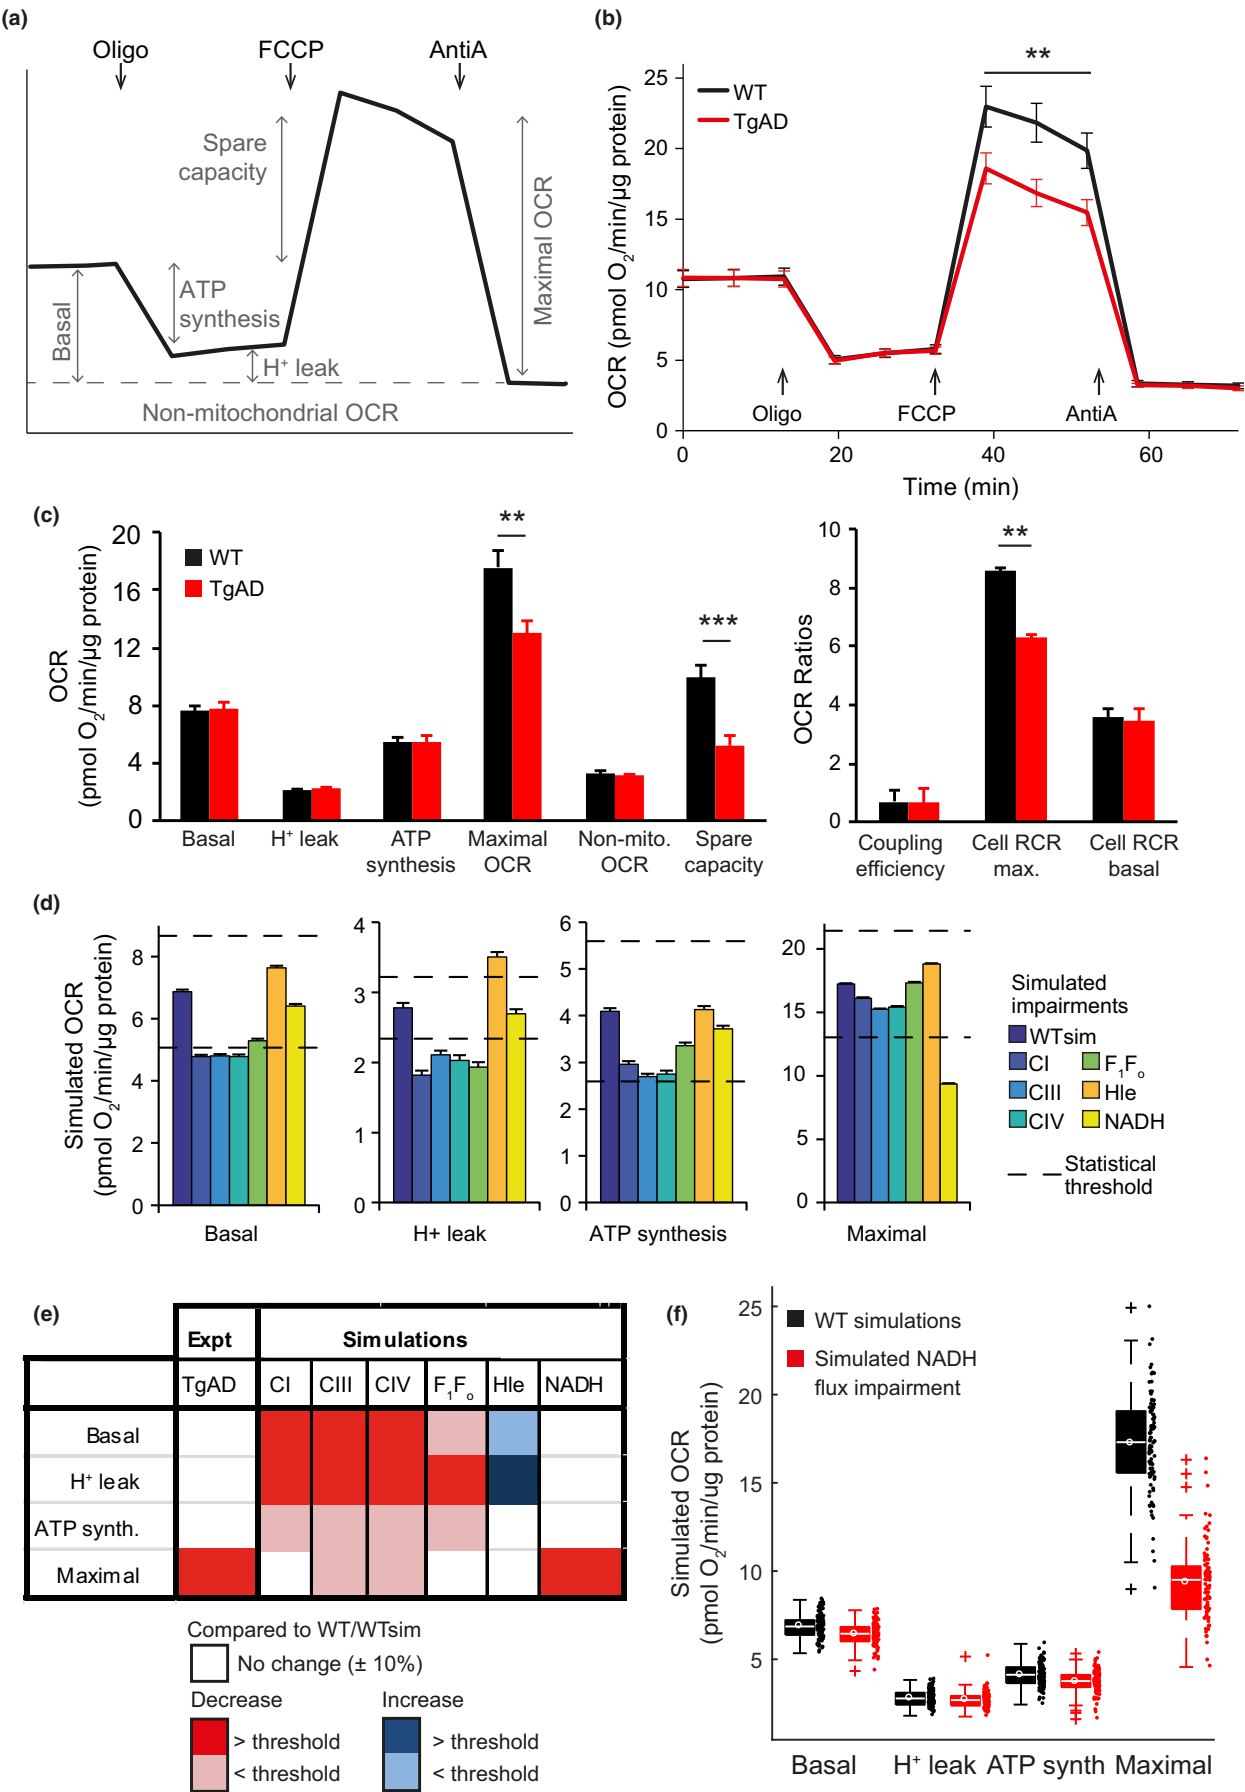 (a)
Oligo FCCP AntiA
Spare
capacity
ATP
synthesis
Basal
H+ leak
Maximal OCR
Non-mitochondrial OCR
(b)
OCR (pmol O2/min/µg protein)
25
20
15
10
5
0
WT
TgAD
**
Oligo FCCP AntiA
0 20 40 60
Time (min)
(c)
OCR
(pmol O2/min/µg protein)
20
16
12
8
4
0
WT
TgAD
**
***
Basal H+ leak ATP synthesis Maximal OCR Non-mito. OCR Spare capacity
OCR Ratios
10
8
6
4
2
0
**
Coupling efficiency Cell RCR max. Cell RCR basal
(d)
Simulated OCR
(pmol O2/min/µg protein)
8
6
4
2
0
Basal
4
3
2
1
0
H+ leak
6
5
4
3
2
1
0
ATP synthesis
20
15
10
5
0
Maximal
Simulated
impairments
WTsim
CI F1Fo
CIII Hle
CIV NADH
Statistical
threshold
(e)
Expt Simulations
TgAD CI CIII CIV F1Fo Hle NADH
Basal
H+ leak
ATP synth.
Maximal
Compared to WT/WTsim
No change (± 10%)
Decrease Increase
> threshold > threshold
< threshold < threshold
(f)
Simulated OCR
(pmol O2/min/ug protein)
25
20
15
10
5
WT simulations
Simulated NADH
flux impairment
Basal H+ leak ATP synth Maximal